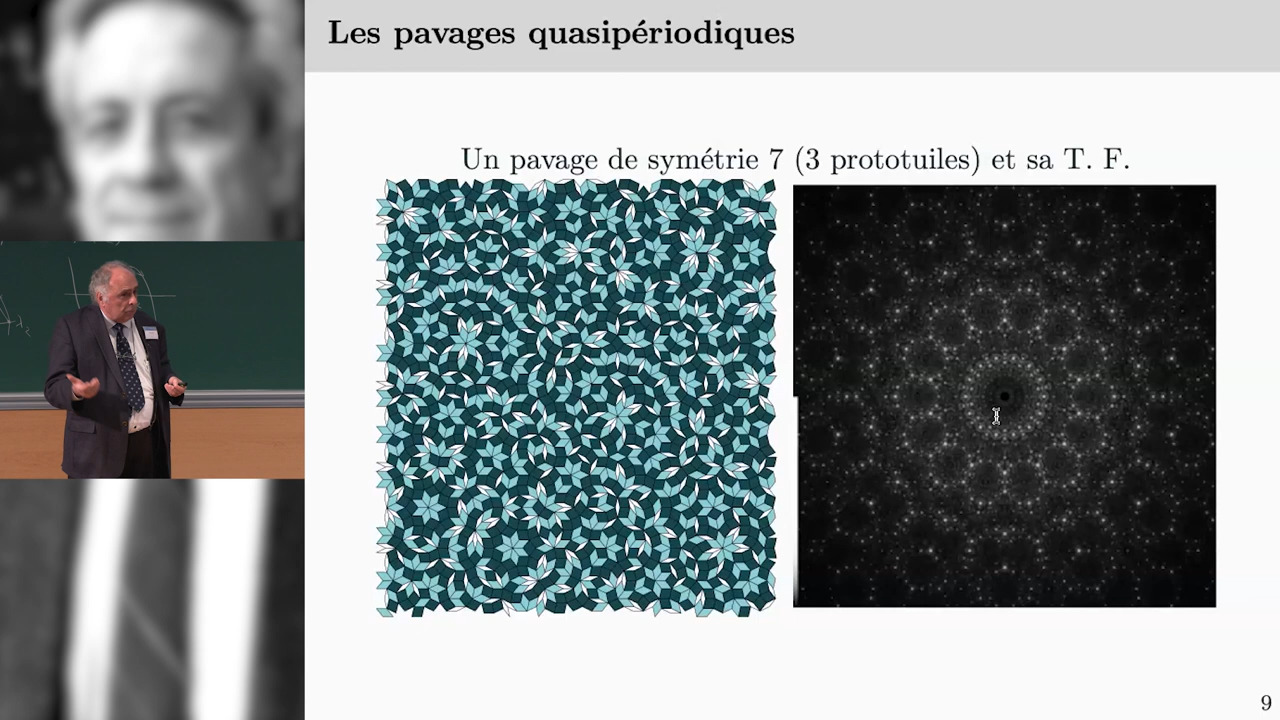 Les pavages quasipériodiques
Un pavage de symétrie 7 (3 prototuiles) et sa T. F.
9